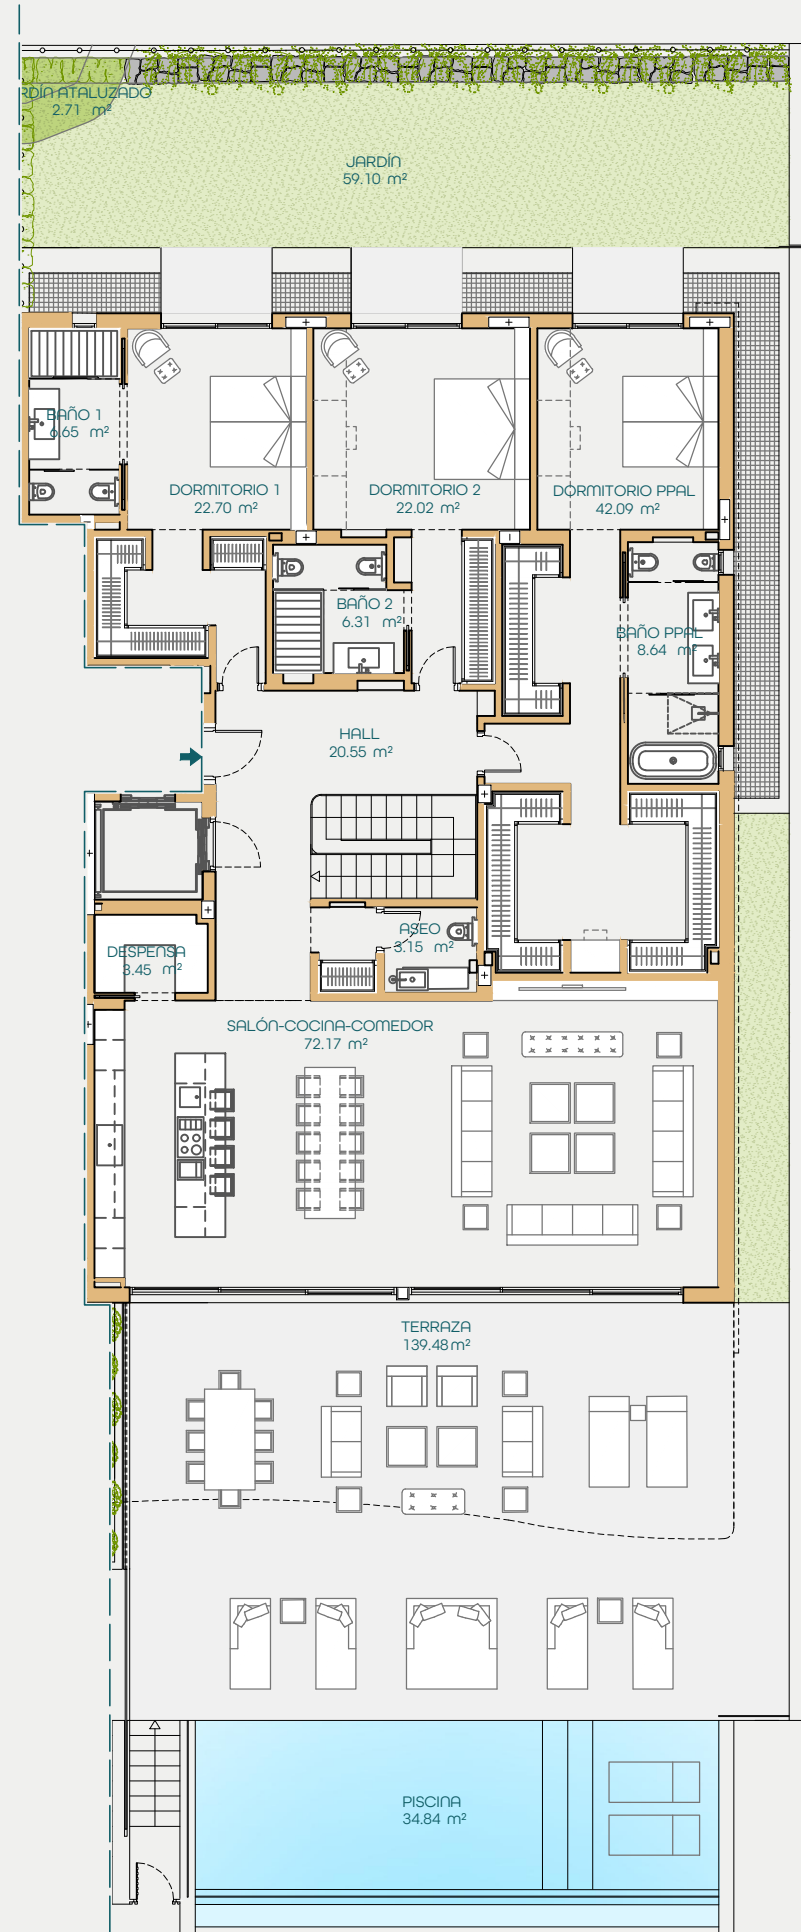 RDÍN ATALUZADO
2.71 m²
JARDÍN
59.10 m²
BAÑO 1
6.65 m²
DORMITORIO 1
22.70 m²
DORMITORIO 2
22.02 m²
DORMITORIO PPAL
42.09 m²
BAÑO 2
6.31 m²
BAÑO PPAL
8.64 m²
HALL
20.55 m²
ASEO
3.15 m²
DESPENSA
3.45 m²
SALÓN-COCINA-COMEDOR
72.17 m²
TERRAZA
139.48 m²
PISCINA
34.84 m²